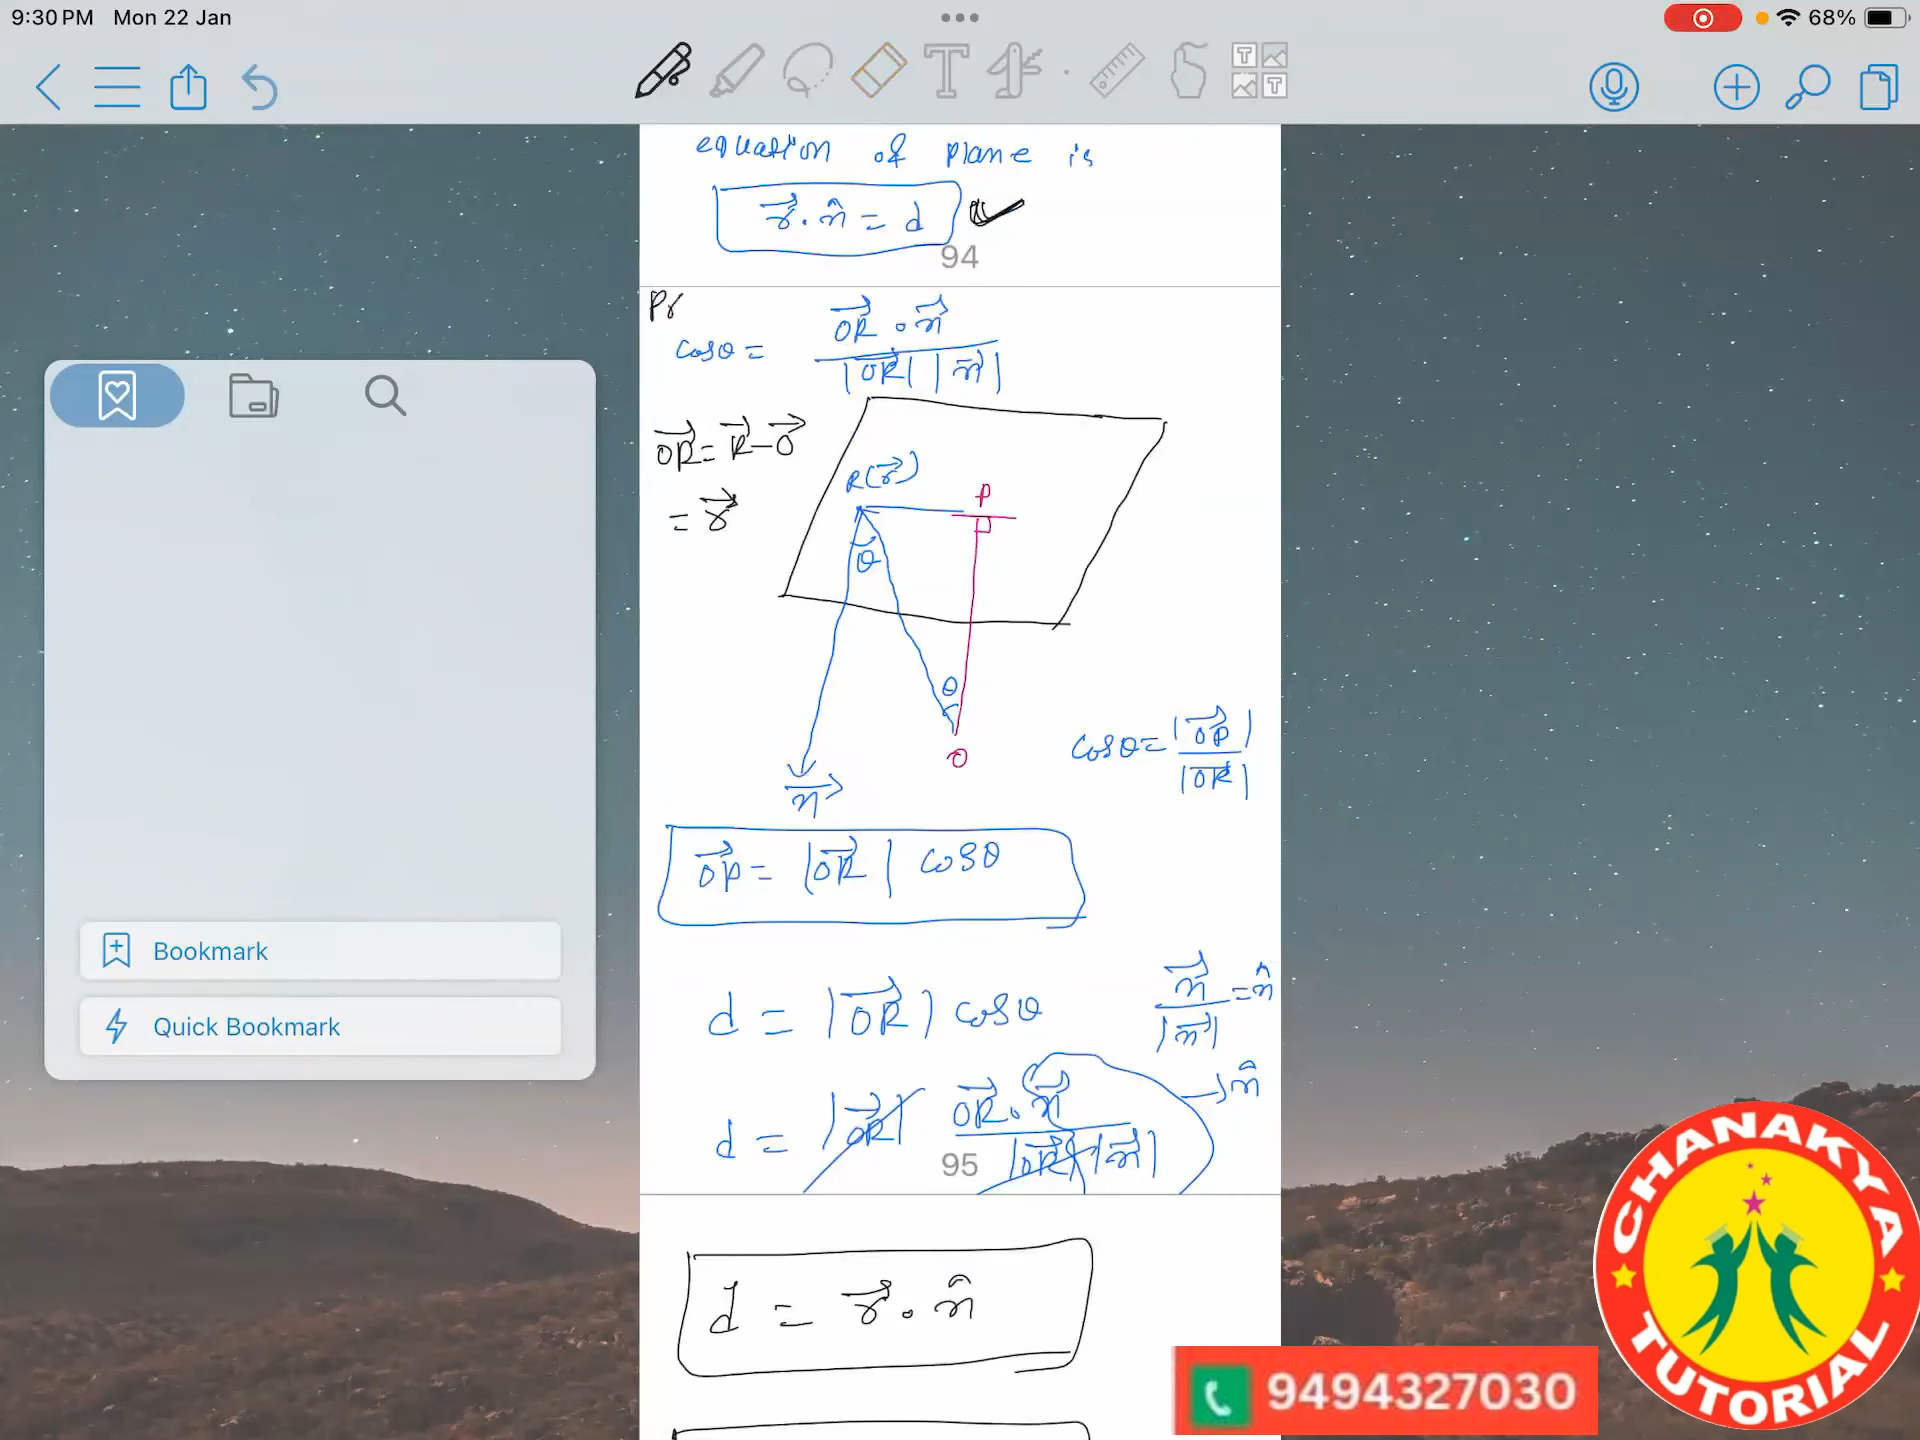 9:30 PM Mon 22 Jan
68%
equation of plane is
r⃗ . n̂ = d
94
Pr
cosθ = OR⃗ . n⃗ / |OR⃗| |n⃗|
OR⃗ = R⃗ - O⃗
= r⃗
R(r⃗)
P
θ
θ
O
n⃗
cosθ = |OP⃗| / |OR⃗|
OP⃗ = |OR⃗| cosθ
d = |OR⃗| cosθ
n⃗ / |n⃗| = n̂
d = |OR⃗| OR⃗ . n⃗ / |OR⃗| |n⃗|
→ n̂
95
d = r⃗ . n̂
Bookmark
Quick Bookmark
CHANAKYA
TUTORIAL
9494327030